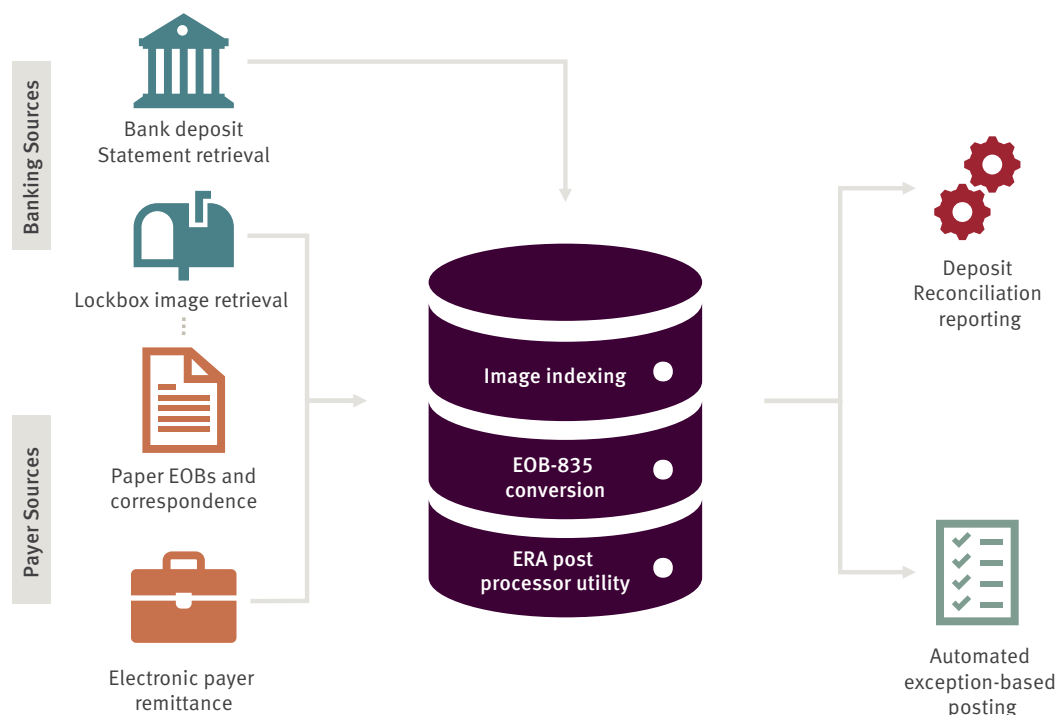 Banking Sources
Bank deposit
Statement retrieval
Lockbox image retrieval
Payer Sources
Paper EOBs and
correspondence
Electronic payer
remittance
Image indexing
EOB-835
conversion
ERA post
processor utility
Deposit
Reconciliation
reporting
Automated
exception-based
posting